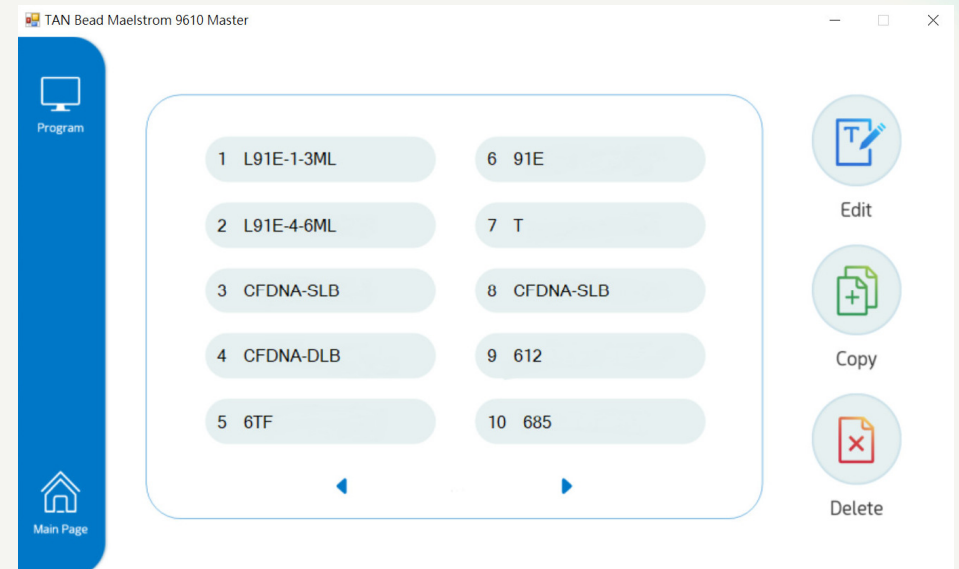 TAN Bead Maelstrom 9610 Master
Program
1 L91E-1-3ML
2 L91E-4-6ML
3 CFDNA-SLB
4 CFDNA-DLB
5 6TF
6 91E
7 T
8 CFDNA-SLB
9 612
10 685
Edit
Copy
Delete
Main Page